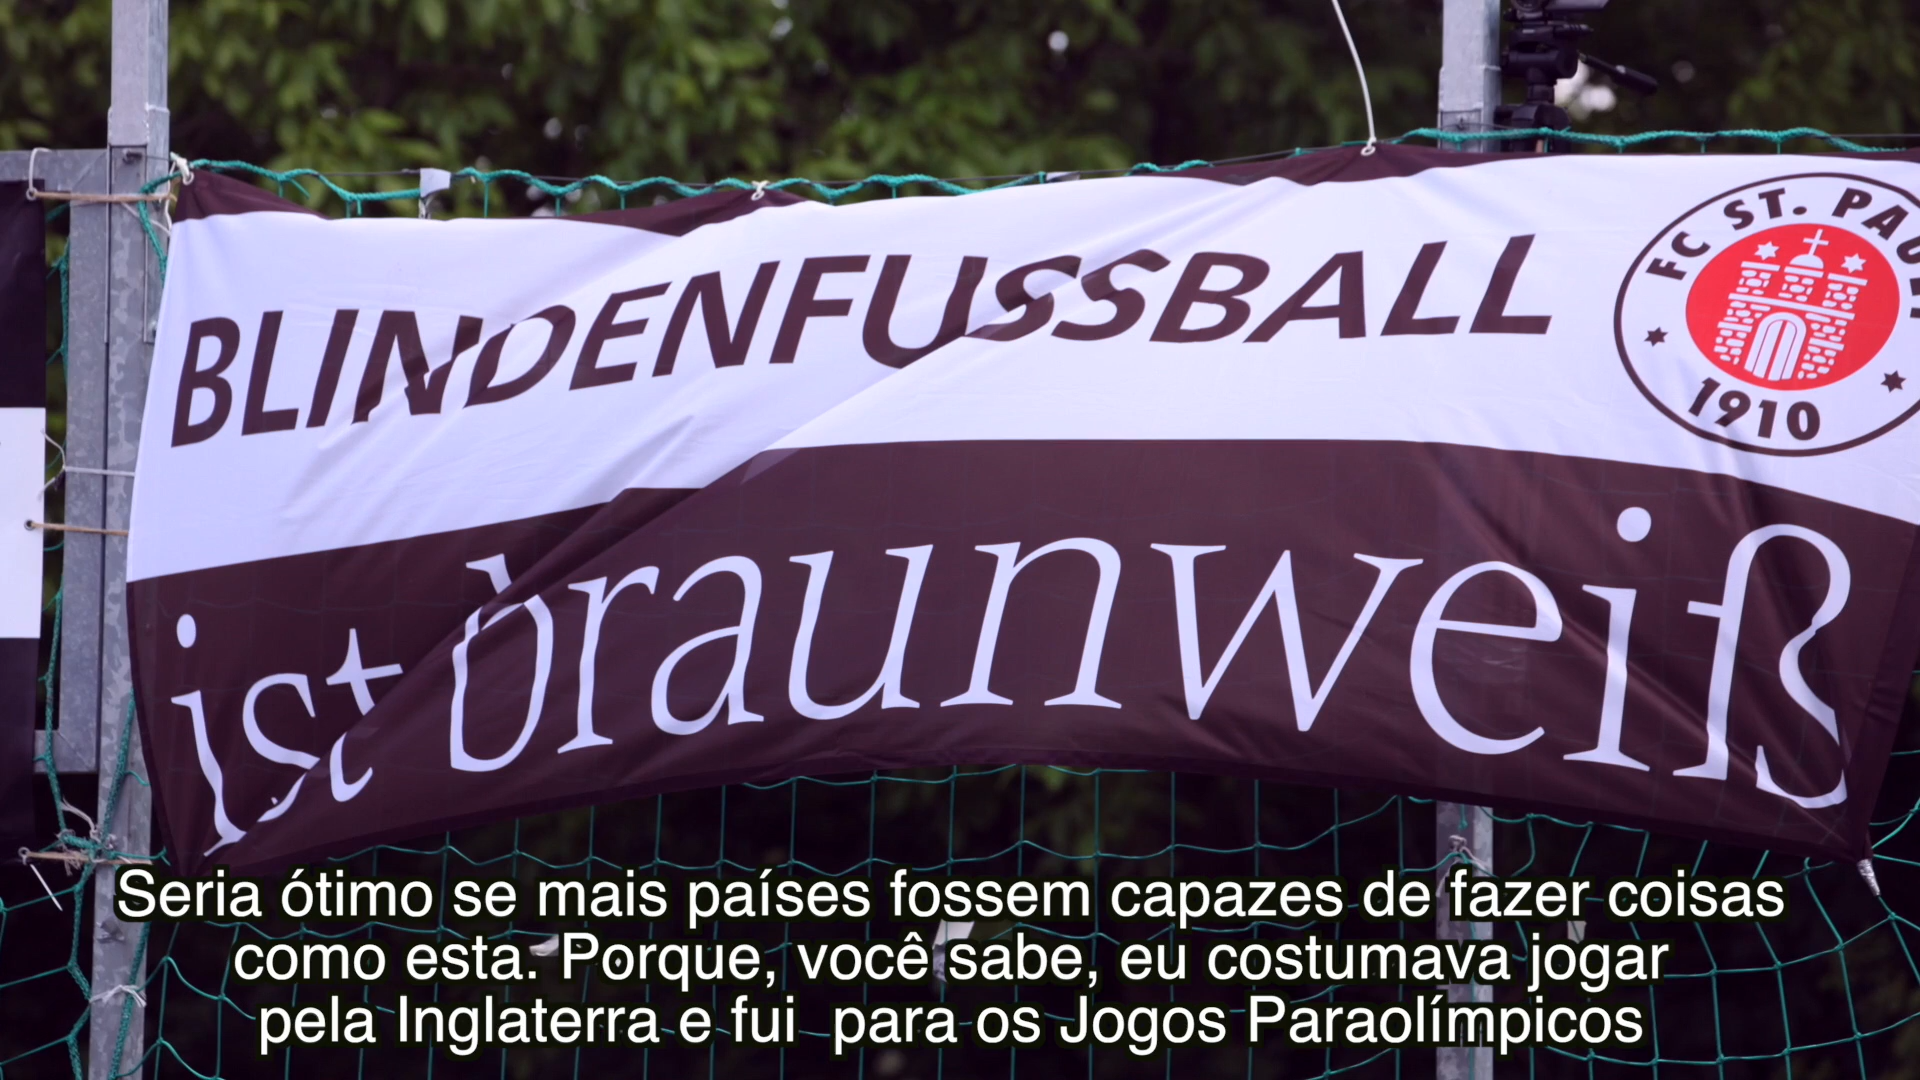 BLINDENFUSSBALL
FC ST. PAULI
1910
ist braunweiß
Seria ótimo se mais países fossem capazes de fazer coisas
como esta. Porque, você sabe, eu costumava jogar
pela Inglaterra e fui para os Jogos Paraolímpicos